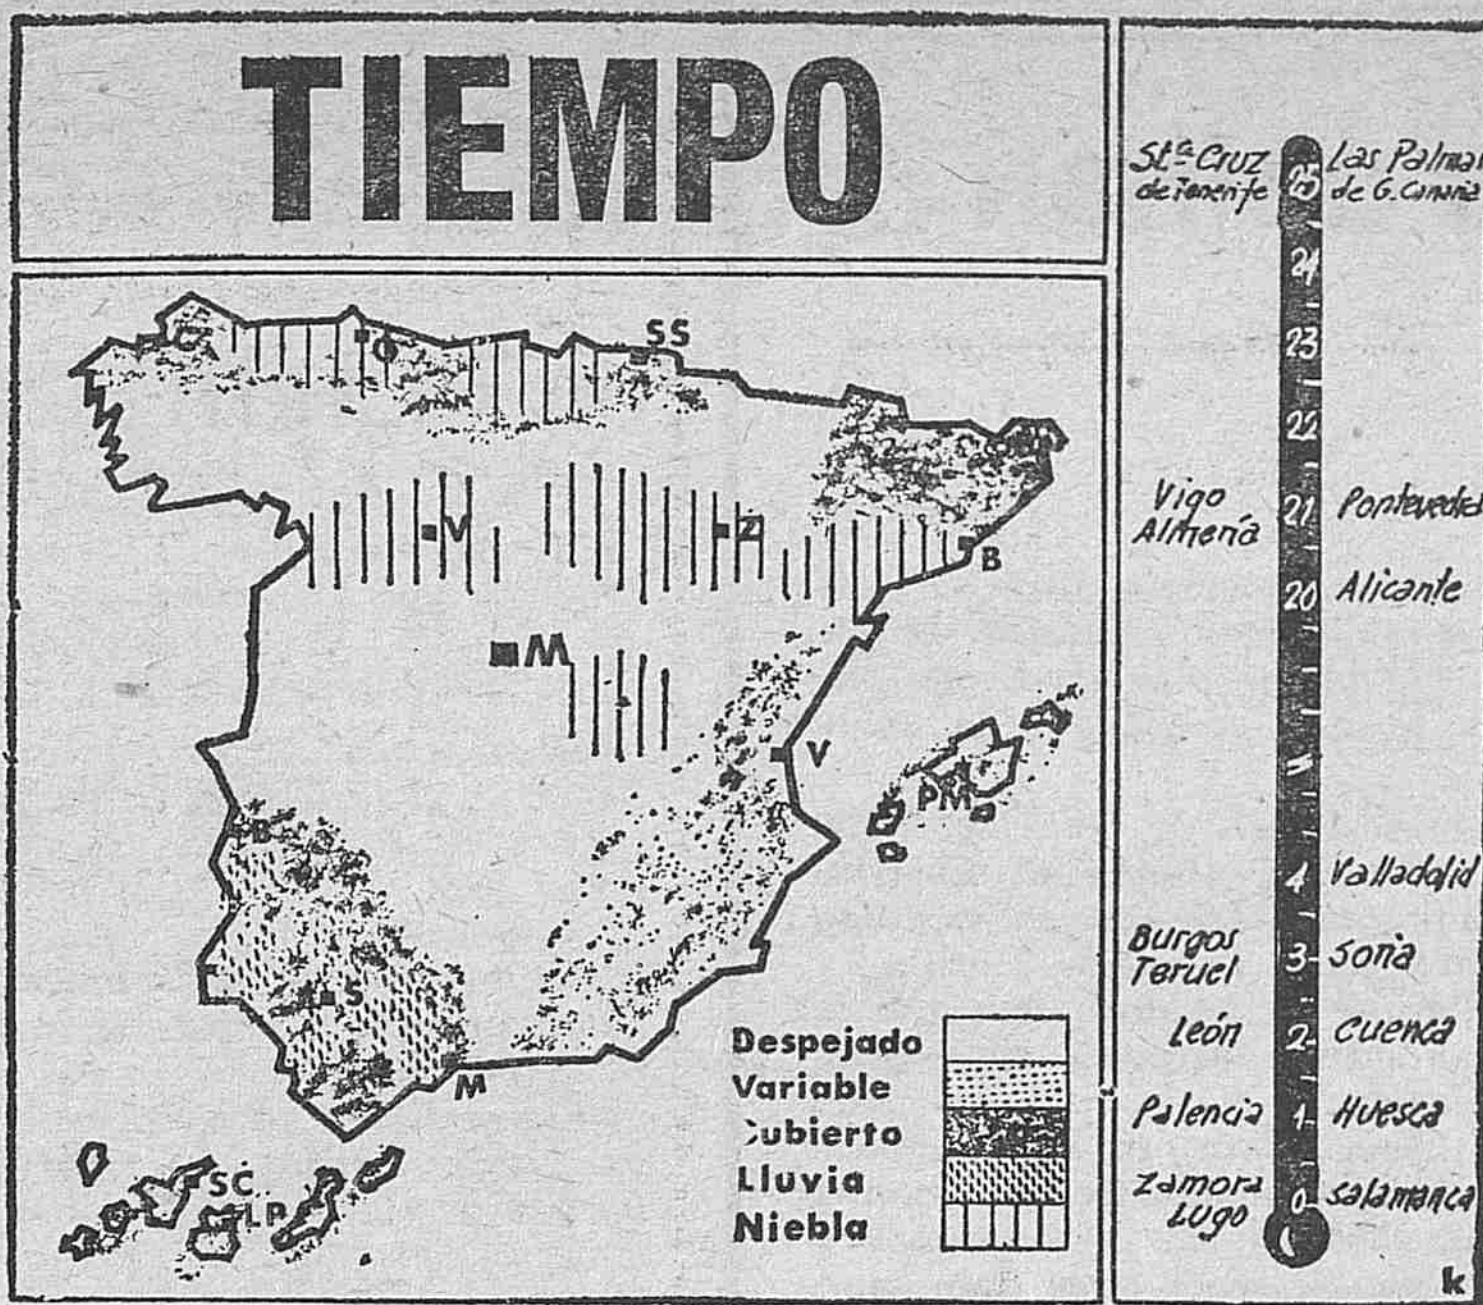 TIEMPO
C
O
SS
V
Z
B
M
V
PM
B
S
M
SC
LP
Despejado
Variable
Cubierto
Lluvia
Niebla
Stª Cruz
de Tenerife
25
Las Palmas
de G. Canaria
24
23
22
Vigo
Almería
21
Pontevedra
20
Alicante
4
Valladolid
Burgos
Teruel
3
Soria
León
2
Cuenca
Palencia
1
Huesca
Zamora
Lugo
0
Salamanca
k